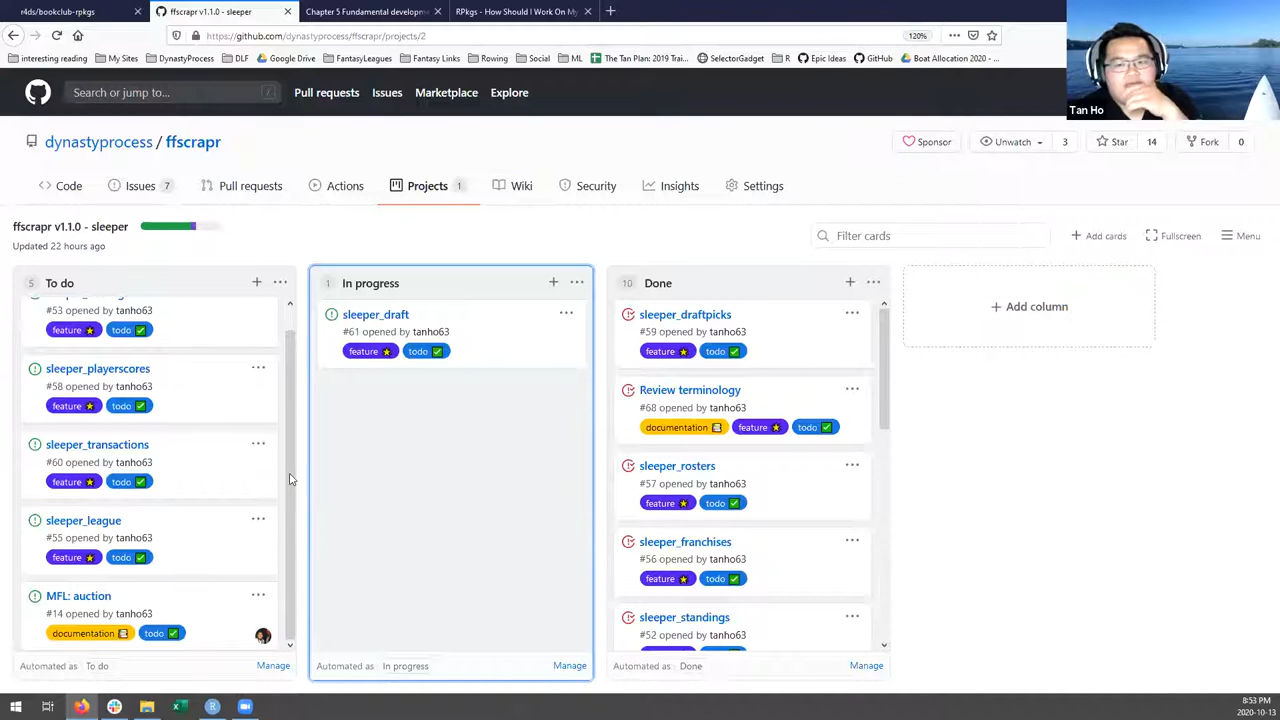 r4ds/bookclub-rpkgs
ffscrapr v1.1.0 - sleeper
Chapter 5 Fundamental developm
RPkgs - How Should I Work On My
https://github.com/dynastyprocess/ffscrapr/projects/2
120%
interesting reading
My Sites
DynastyProcess
DLF
Google Drive
FantasyLeagues
Fantasy Links
Rowing
Social
ML
The Tan Plan: 2019 Trai...
SelectorGadget
R
Epic Ideas
GitHub
Boat Allocation 2020 - ...
Tan Ho
Search or jump to...
/
Pull requests
Issues
Marketplace
Explore
dynastyprocess / ffscrapr
Sponsor
Unwatch
3
Star
14
Fork
0
Code
Issues 7
Pull requests
Actions
Projects 1
Wiki
Security
Insights
Settings
ffscrapr v1.1.0 - sleeper
Updated 22 hours ago
Filter cards
Add cards
Fullscreen
Menu
5 To do
#53 opened by tanho63
feature
todo
sleeper_playerscores
#58 opened by tanho63
feature
todo
sleeper_transactions
#60 opened by tanho63
feature
todo
sleeper_league
#55 opened by tanho63
feature
todo
MFL: auction
#14 opened by tanho63
documentation
todo
Automated as To do
Manage
1 In progress
sleeper_draft
#61 opened by tanho63
feature
todo
Automated as In progress
Manage
10 Done
sleeper_draftpicks
#59 opened by tanho63
feature
todo
Review terminology
#68 opened by tanho63
documentation
feature
todo
sleeper_rosters
#57 opened by tanho63
feature
todo
sleeper_franchises
#56 opened by tanho63
feature
todo
sleeper_standings
#52 opened by tanho63
Automated as Done
Manage
Add column
8:53 PM
2020-10-13